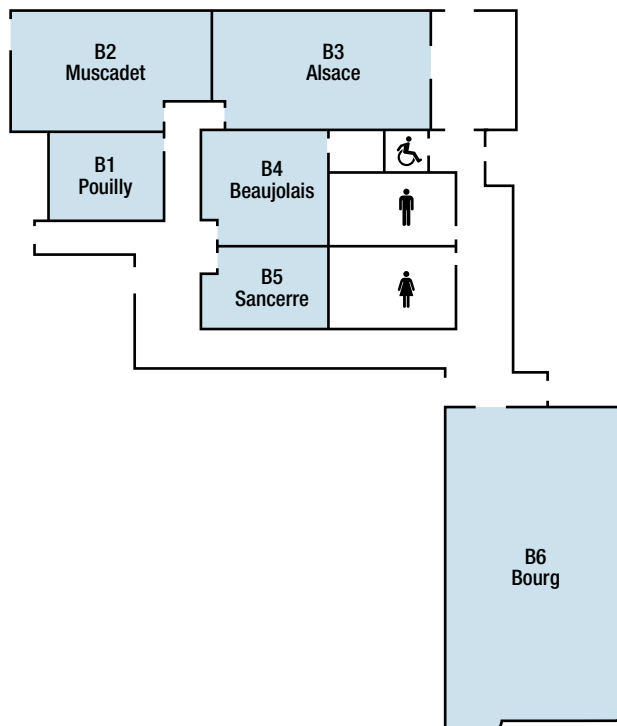 B2
Muscadet
B3
Alsace
B1
Pouilly
B4
Beaujolais
B5
Sancerre
B6
Bourg